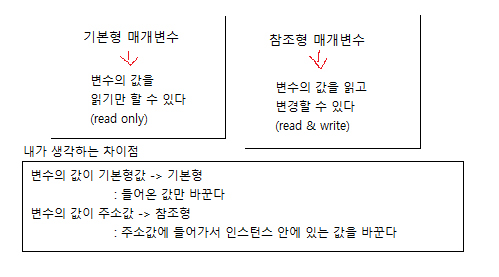 기본형 매개변수
변수의 값을
읽기만 할 수 있다
(read only)
참조형 매개변수
변수의 값을 읽고
변경할 수 있다
(read & write)
내가 생각하는 차이점
변수의 값이 기본형값 -> 기본형
: 들어온 값만 바꾼다
변수의 값이 주소값 -> 참조형
: 주소값에 들어가서 인스턴스 안에 있는 값을 바꾼다